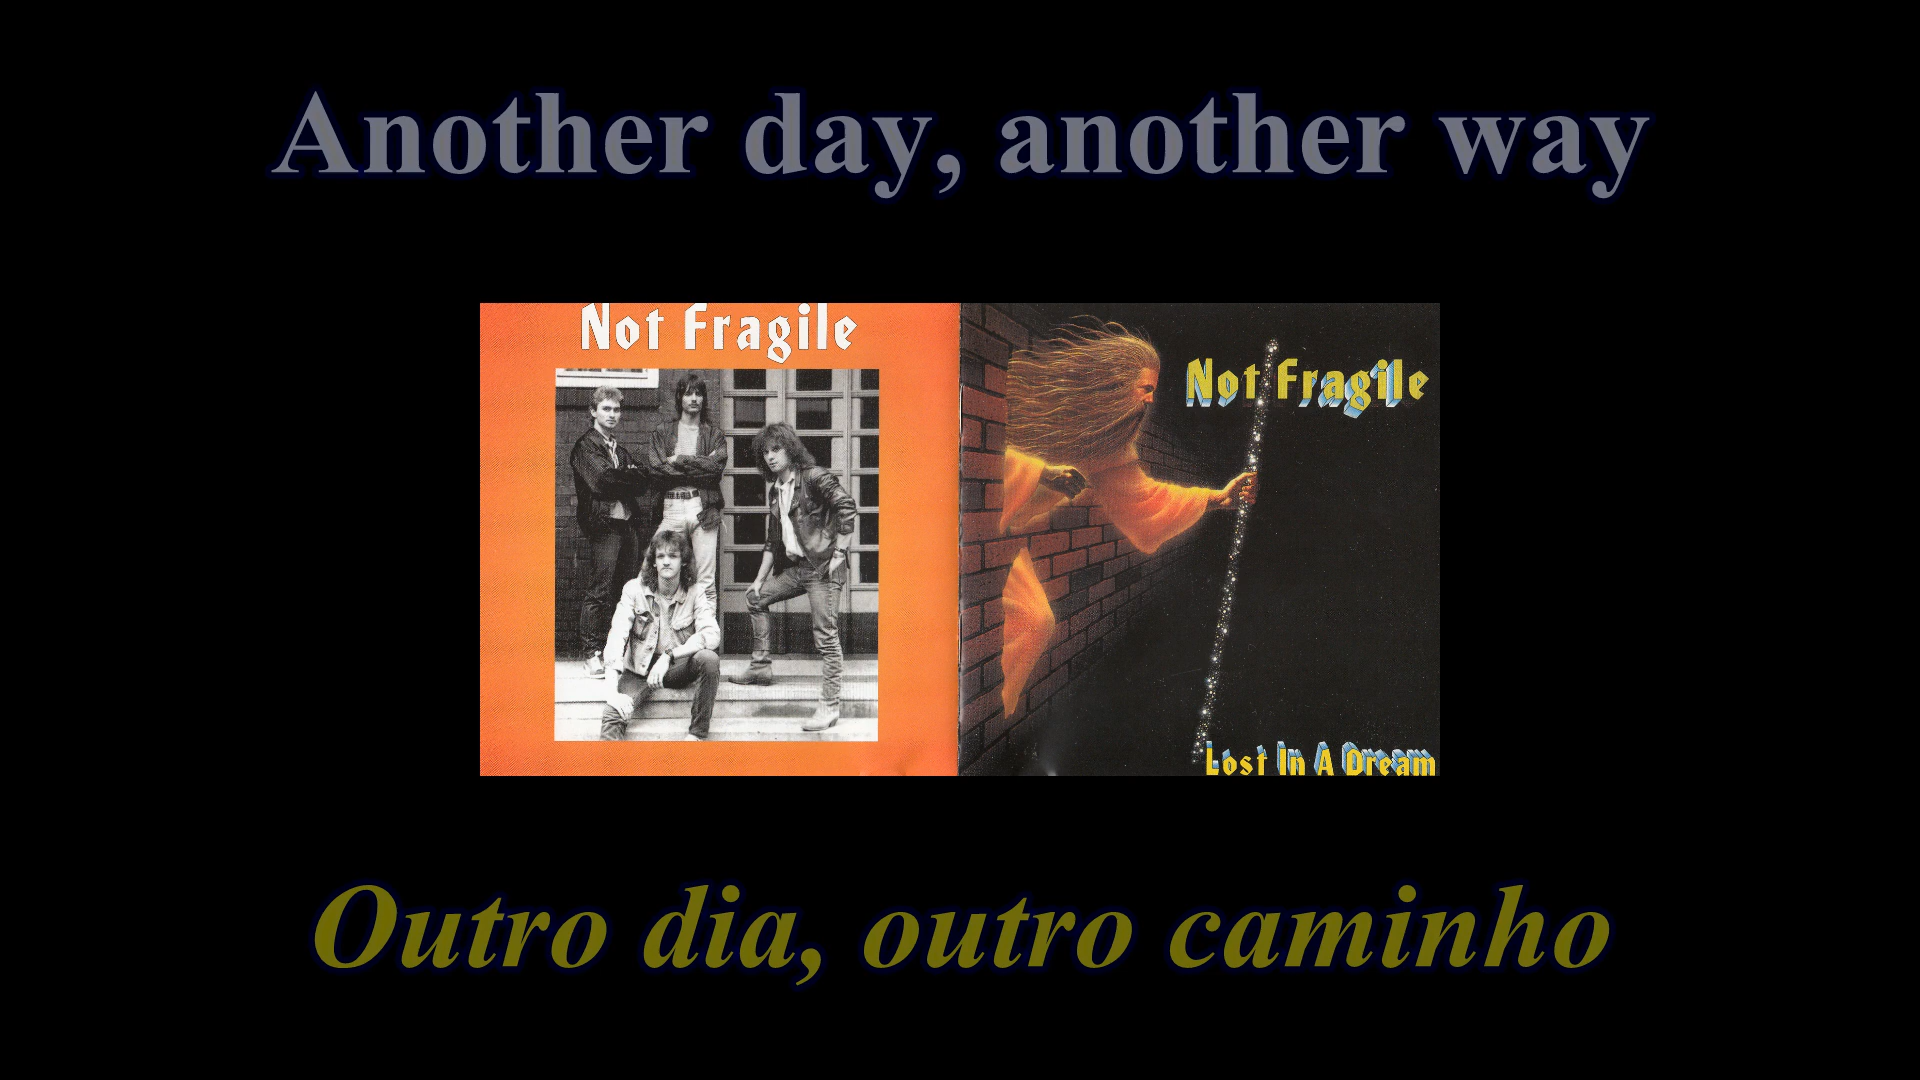 Another day, another way
Not Fragile
Not Fragile
Lost In A Dream
Outro dia, outro caminho